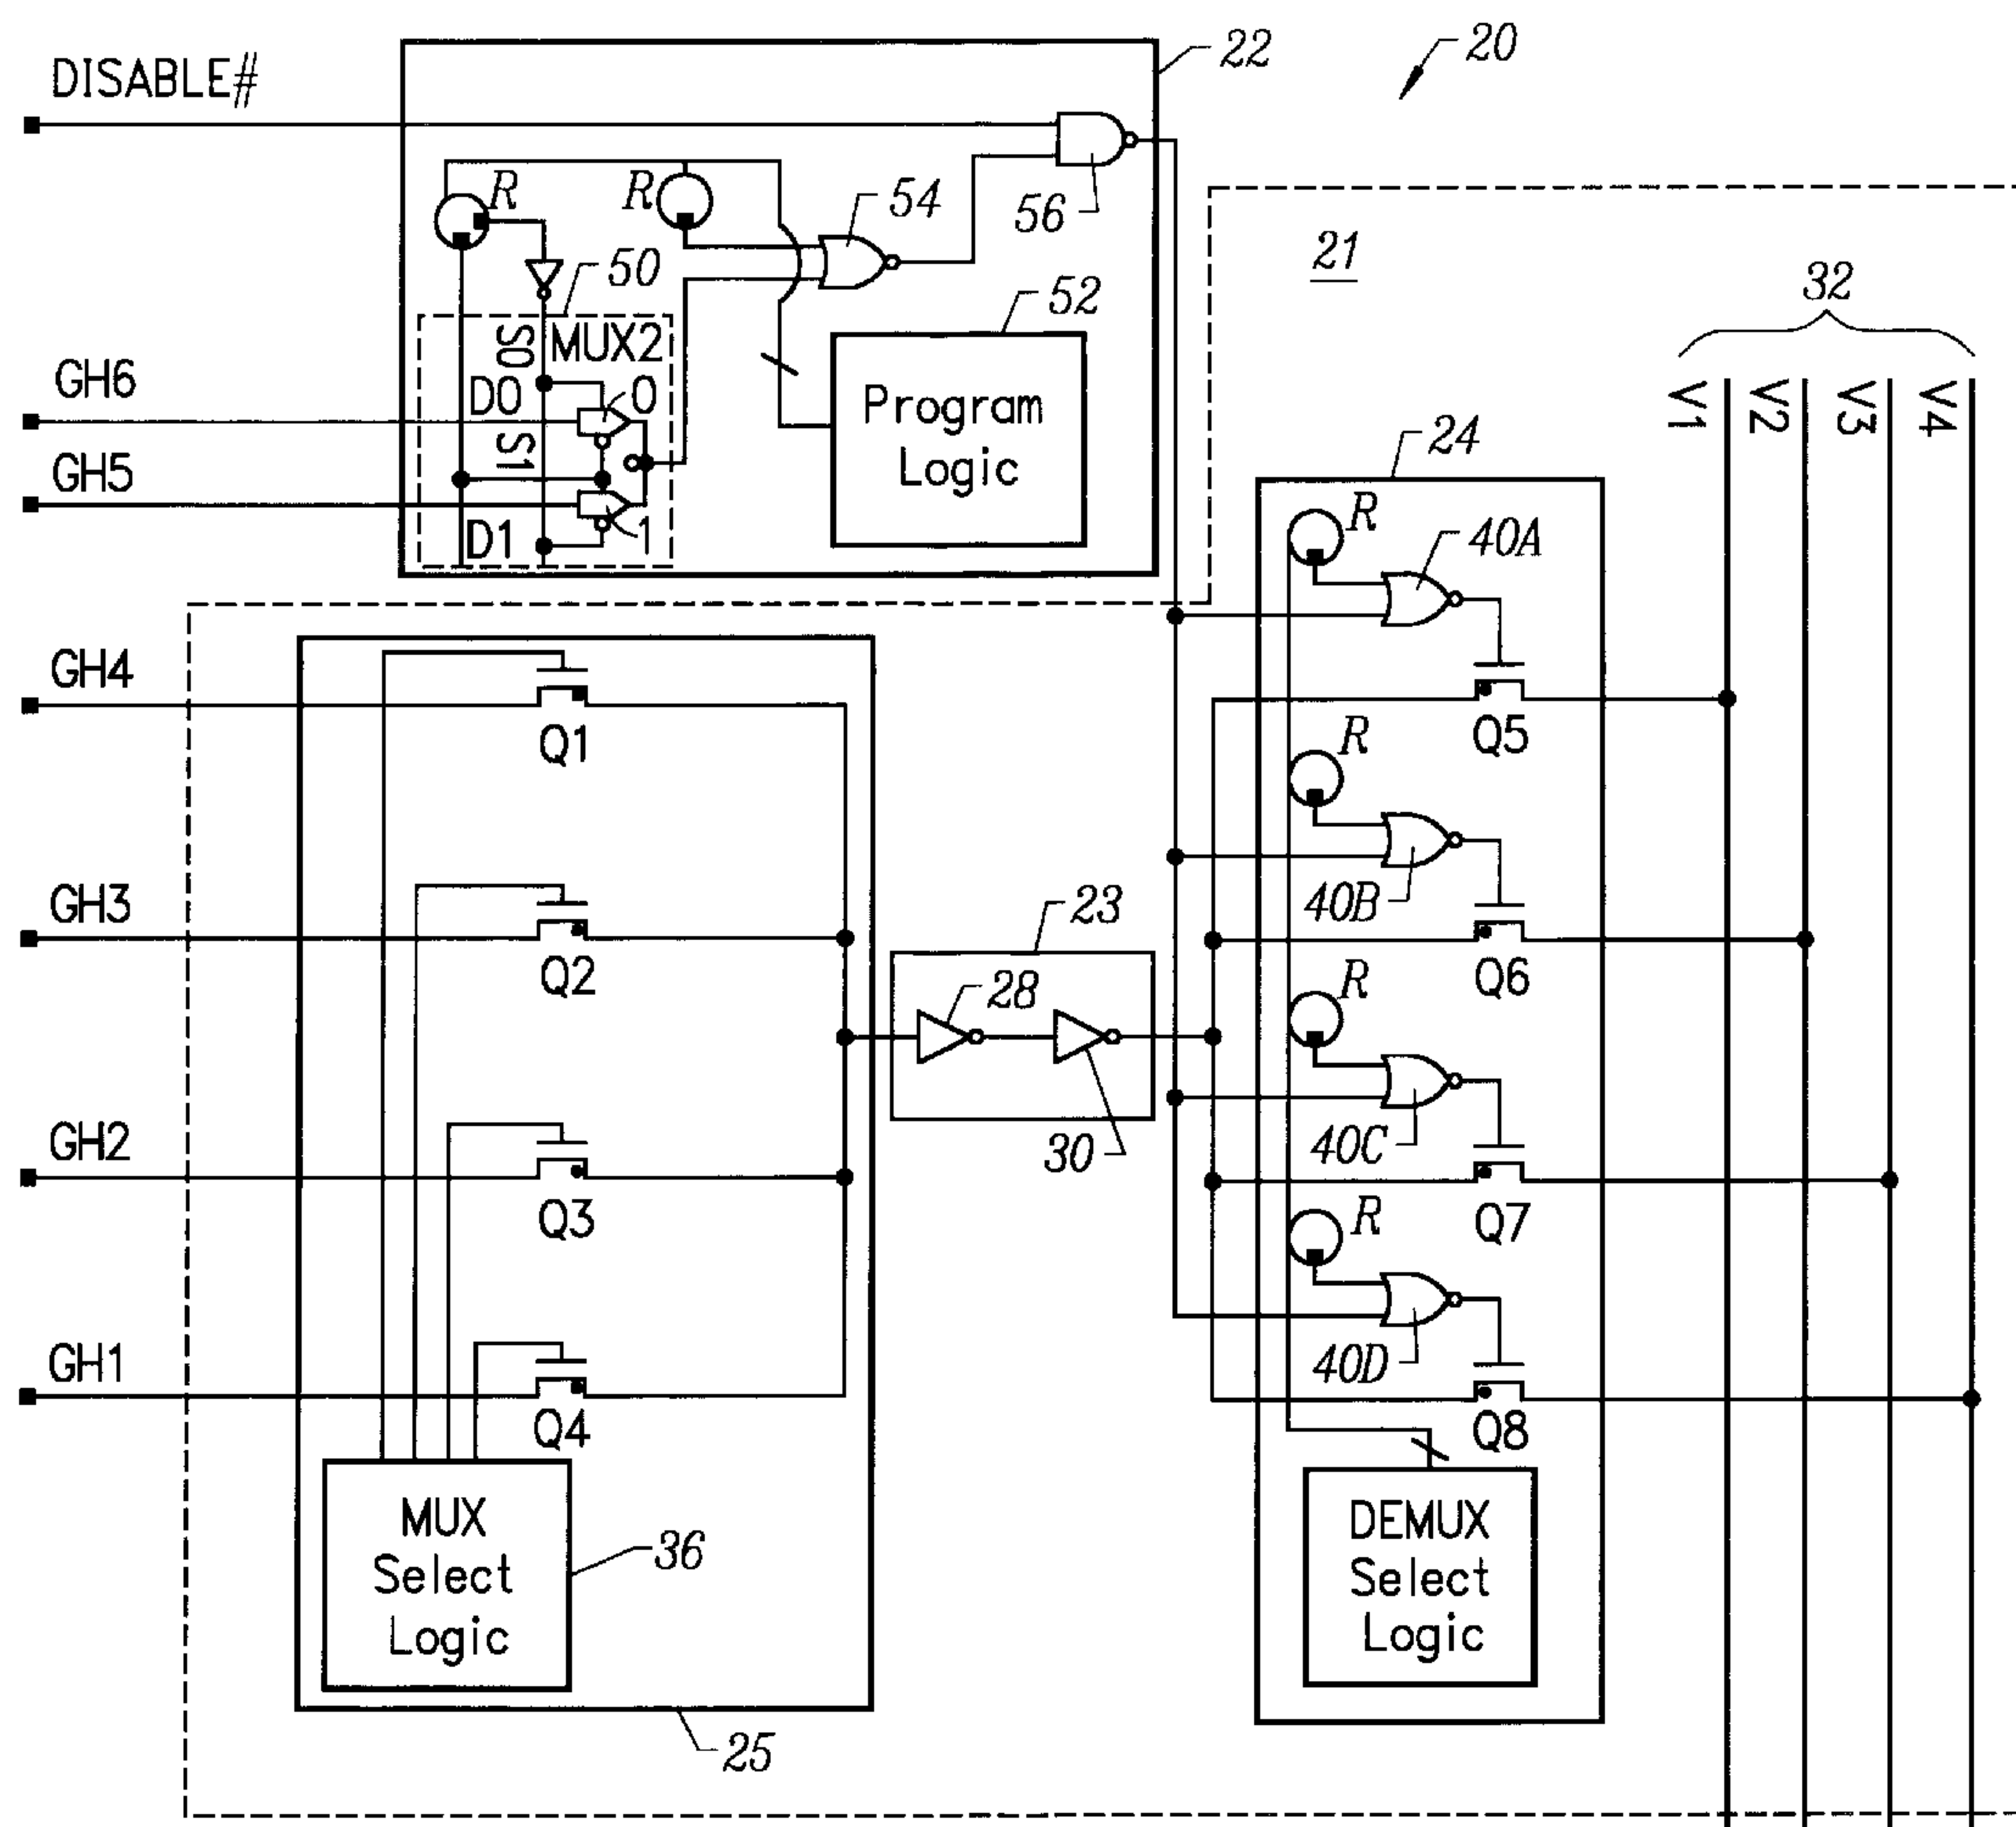 DISABLE#
22
20
R
R
54
56
21
50
52
32
S0
MUX2
GH6
D0
0
S1
GH5
D1
1
Program
Logic
V1
V2
V3
V4
24
R
40A
GH4
Q1
Q5
R
GH3
Q2
40B
23
28
Q6
R
GH2
Q3
30
40C
Q7
R
GH1
Q4
40D
Q8
MUX
Select
Logic
36
DEMUX
Select
Logic
25